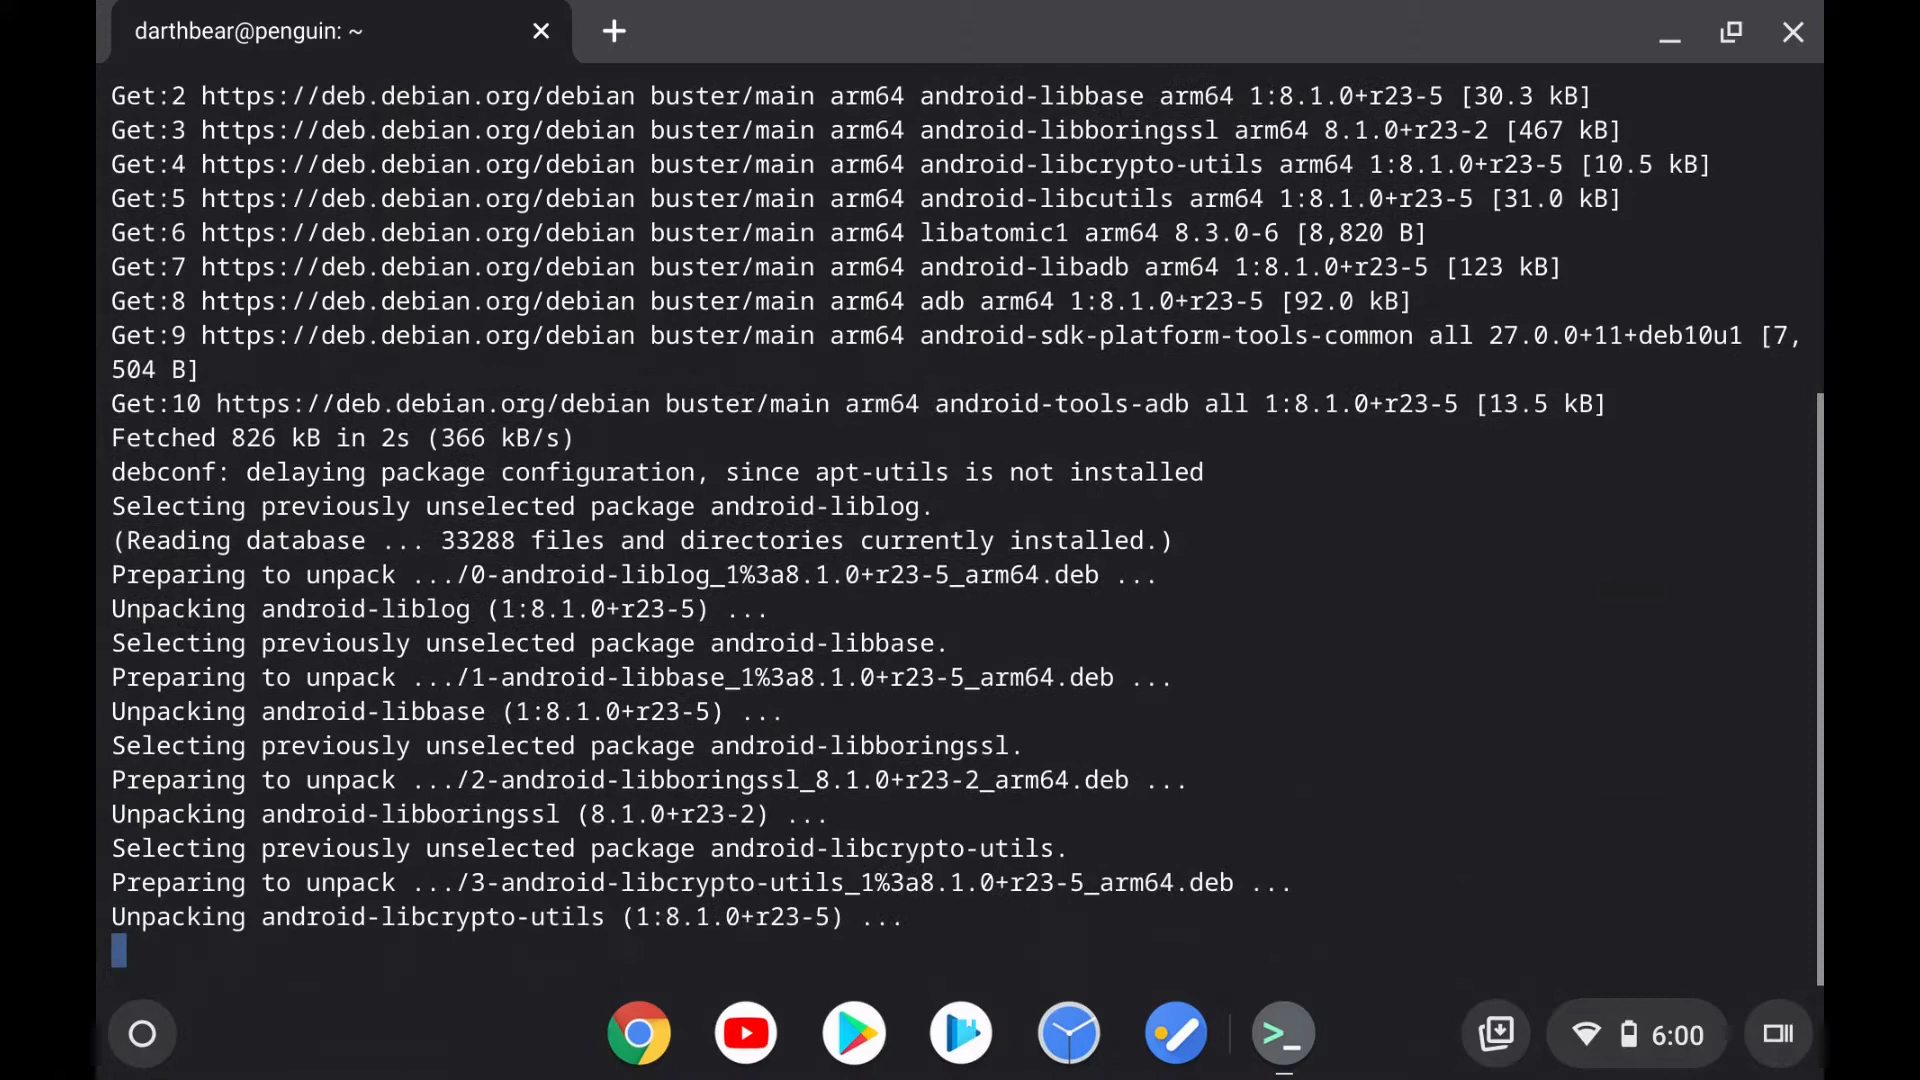 darthbear@penguin: ~
Get:2 https://deb.debian.org/debian buster/main arm64 android-libbase arm64 1:8.1.0+r23-5 [30.3 kB]
Get:3 https://deb.debian.org/debian buster/main arm64 android-libboringssl arm64 8.1.0+r23-2 [467 kB]
Get:4 https://deb.debian.org/debian buster/main arm64 android-libcrypto-utils arm64 1:8.1.0+r23-5 [10.5 kB]
Get:5 https://deb.debian.org/debian buster/main arm64 android-libcutils arm64 1:8.1.0+r23-5 [31.0 kB]
Get:6 https://deb.debian.org/debian buster/main arm64 libatomic1 arm64 8.3.0-6 [8,820 B]
Get:7 https://deb.debian.org/debian buster/main arm64 android-libadb arm64 1:8.1.0+r23-5 [123 kB]
Get:8 https://deb.debian.org/debian buster/main arm64 adb arm64 1:8.1.0+r23-5 [92.0 kB]
Get:9 https://deb.debian.org/debian buster/main arm64 android-sdk-platform-tools-common all 27.0.0+11+deb10u1 [7,
504 B]
Get:10 https://deb.debian.org/debian buster/main arm64 android-tools-adb all 1:8.1.0+r23-5 [13.5 kB]
Fetched 826 kB in 2s (366 kB/s)
debconf: delaying package configuration, since apt-utils is not installed
Selecting previously unselected package android-liblog.
(Reading database ... 33288 files and directories currently installed.)
Preparing to unpack .../0-android-liblog_1%3a8.1.0+r23-5_arm64.deb ...
Unpacking android-liblog (1:8.1.0+r23-5) ...
Selecting previously unselected package android-libbase.
Preparing to unpack .../1-android-libbase_1%3a8.1.0+r23-5_arm64.deb ...
Unpacking android-libbase (1:8.1.0+r23-5) ...
Selecting previously unselected package android-libboringssl.
Preparing to unpack .../2-android-libboringssl_8.1.0+r23-2_arm64.deb ...
Unpacking android-libboringssl (8.1.0+r23-2) ...
Selecting previously unselected package android-libcrypto-utils.
Preparing to unpack .../3-android-libcrypto-utils_1%3a8.1.0+r23-5_arm64.deb ...
Unpacking android-libcrypto-utils (1:8.1.0+r23-5) ...
6:00